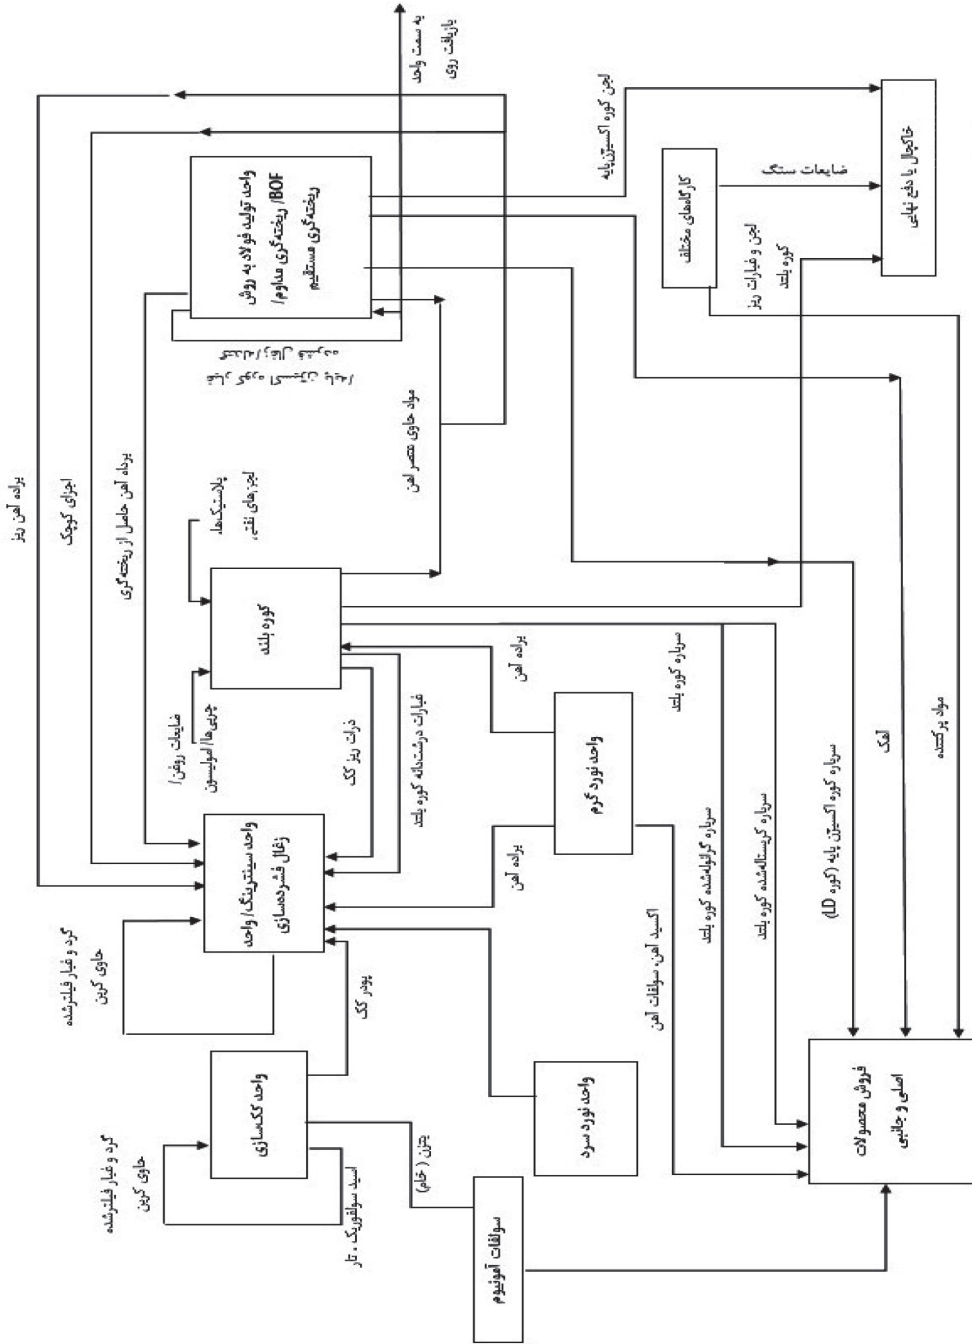 به سمت واحد
بازیافت روی
لجن کوره اکسیژن پایه
خاکچال یا دفع نهایی
ضایعات سنگ
کارگاه‌های مختلف
لجن و غبارات ریز
کوره بلند
واحد تولید فولاد به روش
BOF/ ریخته‌گری مداوم/
ریخته‌گری مستقیم
غبار کوره اکسیژن پایه/
مواد حاوی عنصر آهن
براده آهن ریز
اجزای کوچک
براده آهن حاصل از ریخته‌گری
پلاستیک‌ها،
لجن‌های نفتی
کوره بلند
ضایعات روغن/
چربی‌ها/ امولیسون
ذرات ریز کک
غبارات درشت‌دانه کوره بلند
براده آهن
سرباره کوره بلند
واحد نورد گرم
براده آهن
واحد سینترینگ/ واحد
زغال فشرده‌سازی
گرد و غبار فیلترشده
حاوی کربن
پودر کک
اکسید آهن، سولفات آهن
سرباره گرانوله‌شده کوره بلند
سرباره کریستاله‌شده کوره بلند
سرباره کوره اکسیژن پایه (کوره LD)
آهک
مواد پرکننده
واحد کک‌سازی
گرد و غبار فیلترشده
حاوی کربن
اسید سولفوریک ، تار
بنزن ( خام)
واحد نورد سرد
سولفات آمونیوم
فروش محصولات
اصلی و جانبی